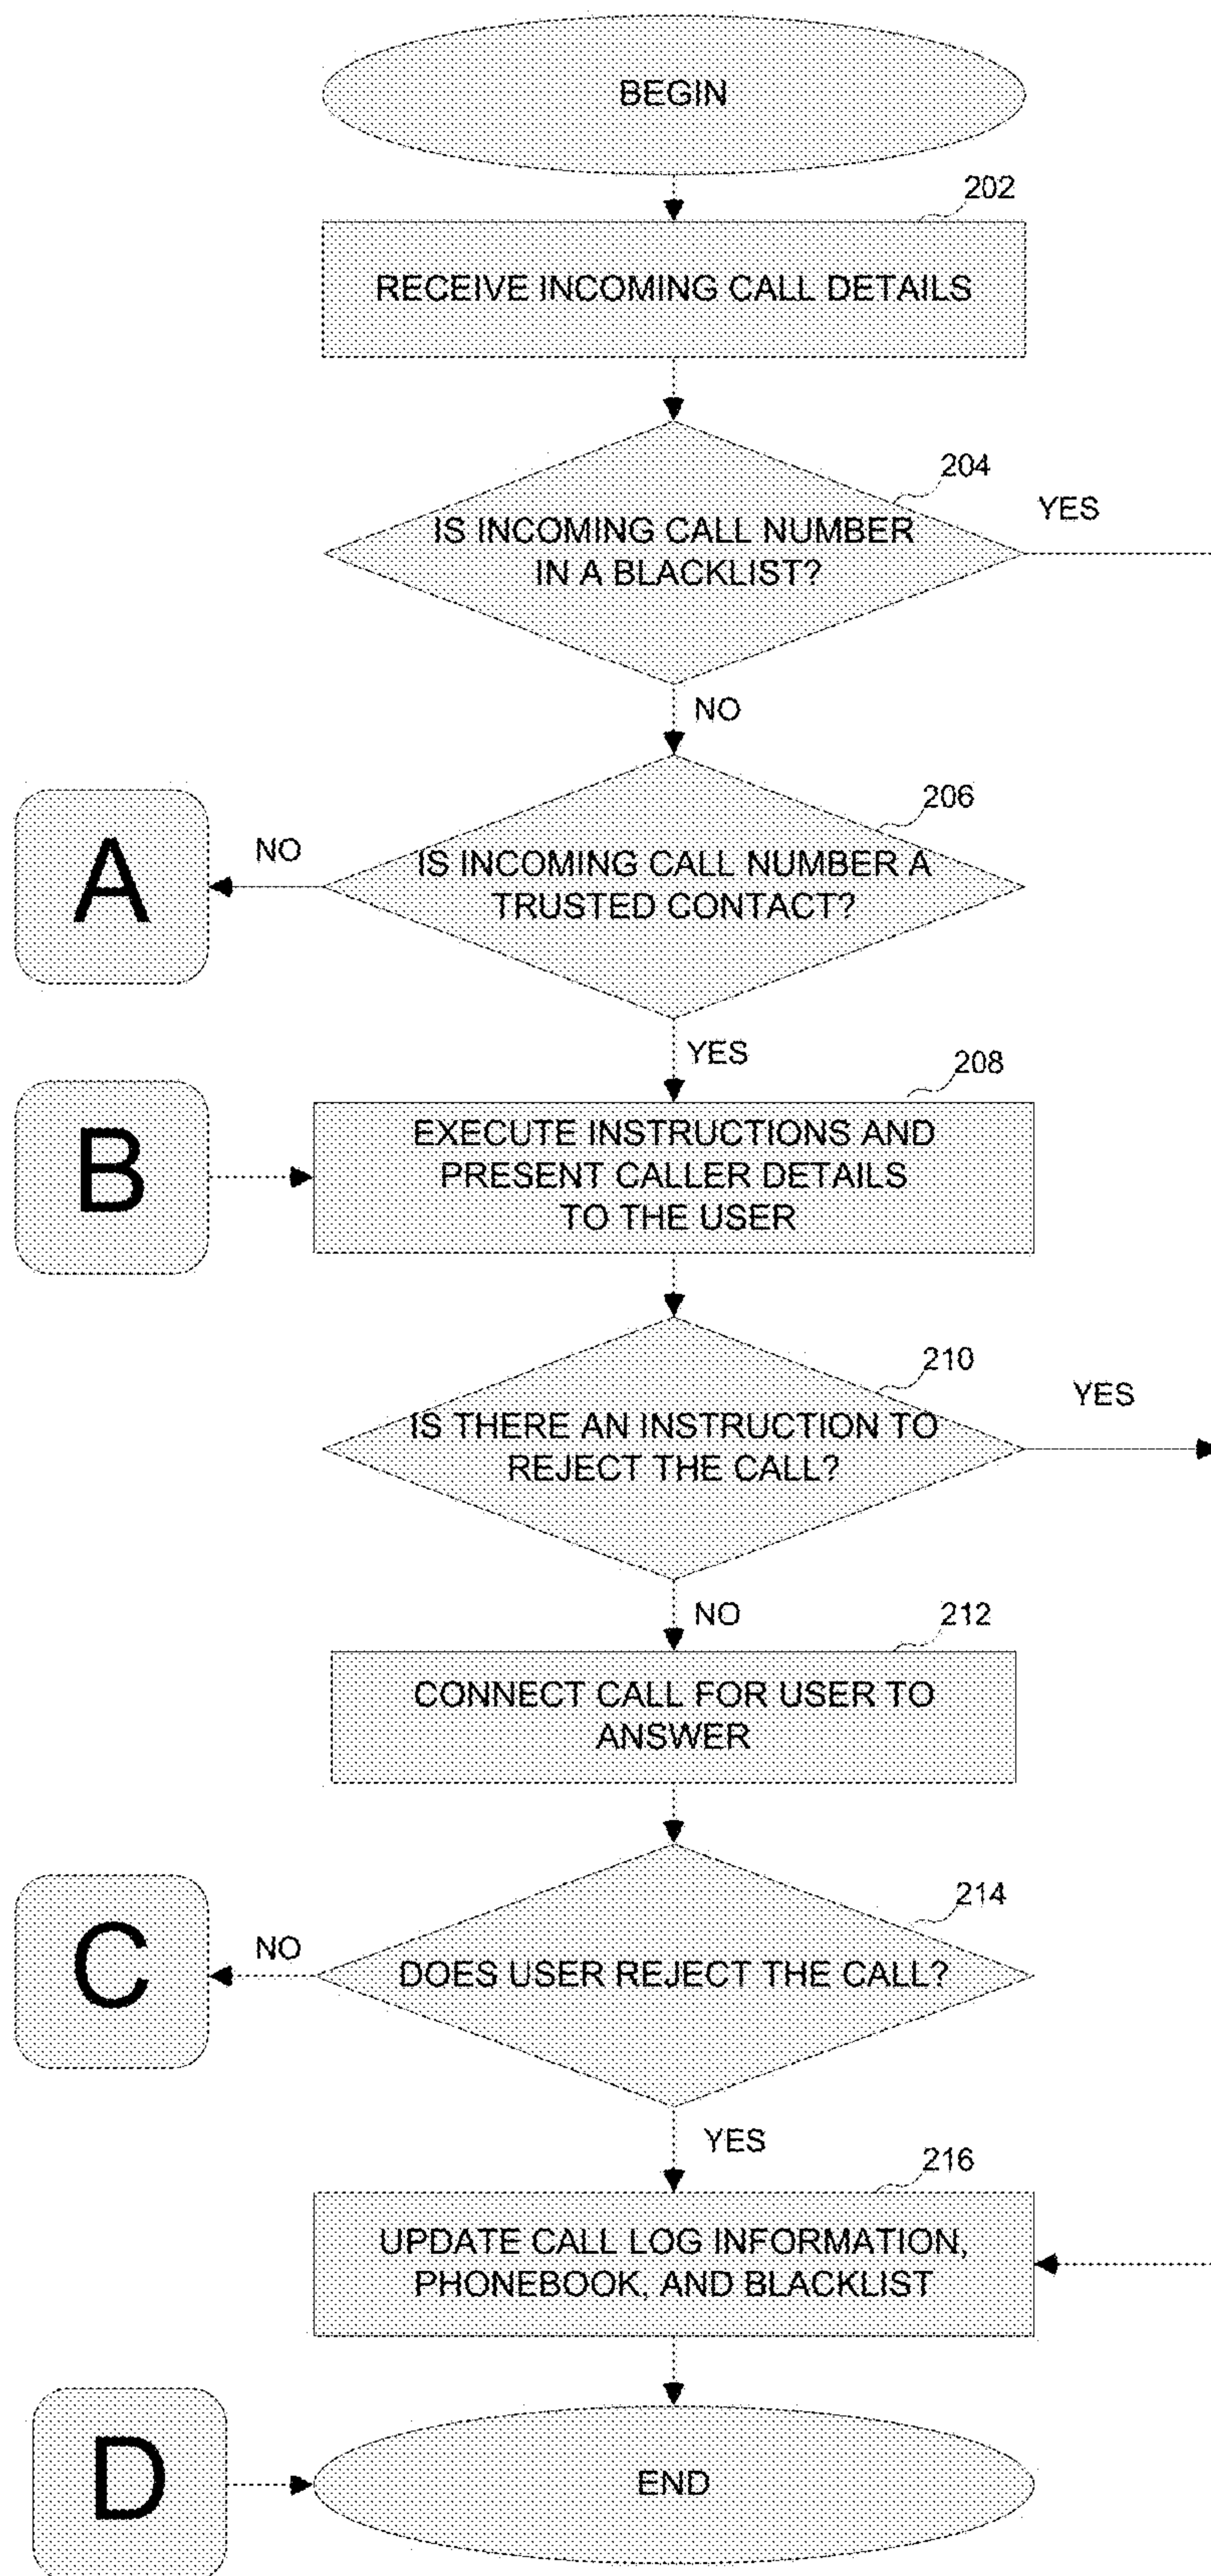 BEGIN
202
RECEIVE INCOMING CALL DETAILS
204
YES
IS INCOMING CALL NUMBER
IN A BLACKLIST?
NO
206
A
NO
IS INCOMING CALL NUMBER A
TRUSTED CONTACT?
YES
208
B
EXECUTE INSTRUCTIONS AND
PRESENT CALLER DETAILS
TO THE USER
210
YES
IS THERE AN INSTRUCTION TO
REJECT THE CALL?
NO
212
CONNECT CALL FOR USER TO
ANSWER
214
C
NO
DOES USER REJECT THE CALL?
YES
216
UPDATE CALL LOG INFORMATION,
PHONEBOOK, AND BLACKLIST
D
END